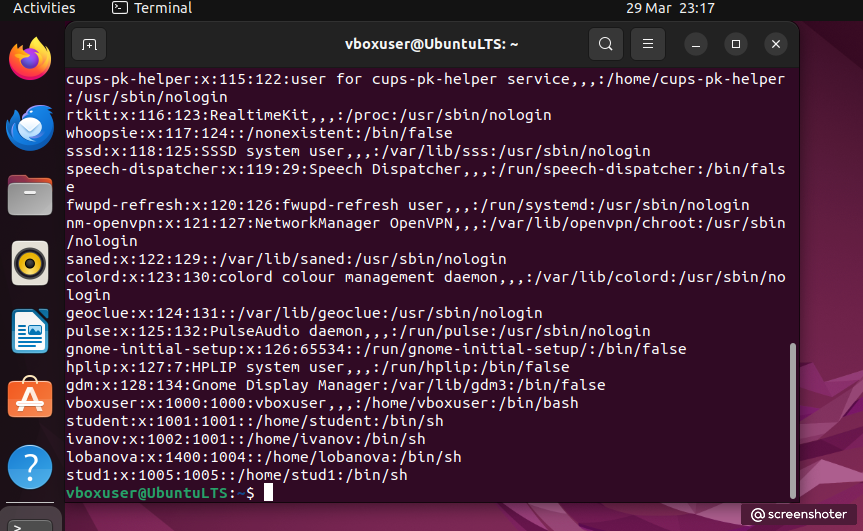 Activities
Terminal
29 Mar 23:17
vboxuser@UbuntuLTS: ~
cups-pk-helper:x:115:122:user for cups-pk-helper service,,,:/home/cups-pk-helper
:/usr/sbin/nologin
rtkit:x:116:123:RealtimeKit,,,:/proc:/usr/sbin/nologin
whoopsie:x:117:124::/nonexistent:/bin/false
sssd:x:118:125:SSSD system user,,,:/var/lib/sss:/usr/sbin/nologin
speech-dispatcher:x:119:29:Speech Dispatcher,,,:/run/speech-dispatcher:/bin/fals
e
fwupd-refresh:x:120:126:fwupd-refresh user,,,:/run/systemd:/usr/sbin/nologin
nm-openvpn:x:121:127:NetworkManager OpenVPN,,,:/var/lib/openvpn/chroot:/usr/sbin
/nologin
saned:x:122:129::/var/lib/saned:/usr/sbin/nologin
colord:x:123:130:colord colour management daemon,,,:/var/lib/colord:/usr/sbin/no
login
geoclue:x:124:131::/var/lib/geoclue:/usr/sbin/nologin
pulse:x:125:132:PulseAudio daemon,,,:/run/pulse:/usr/sbin/nologin
gnome-initial-setup:x:126:65534::/run/gnome-initial-setup/:/bin/false
hplip:x:127:7:HPLIP system user,,,:/run/hplip:/bin/false
gdm:x:128:134:Gnome Display Manager:/var/lib/gdm3:/bin/false
vboxuser:x:1000:1000:vboxuser,,,:/home/vboxuser:/bin/bash
student:x:1001:1001::/home/student:/bin/sh
ivanov:x:1002:1001::/home/ivanov:/bin/sh
lobanova:x:1400:1004::/home/lobanova:/bin/sh
stud1:x:1005:1005::/home/stud1:/bin/sh
vboxuser@UbuntuLTS:~$
@screenshoter